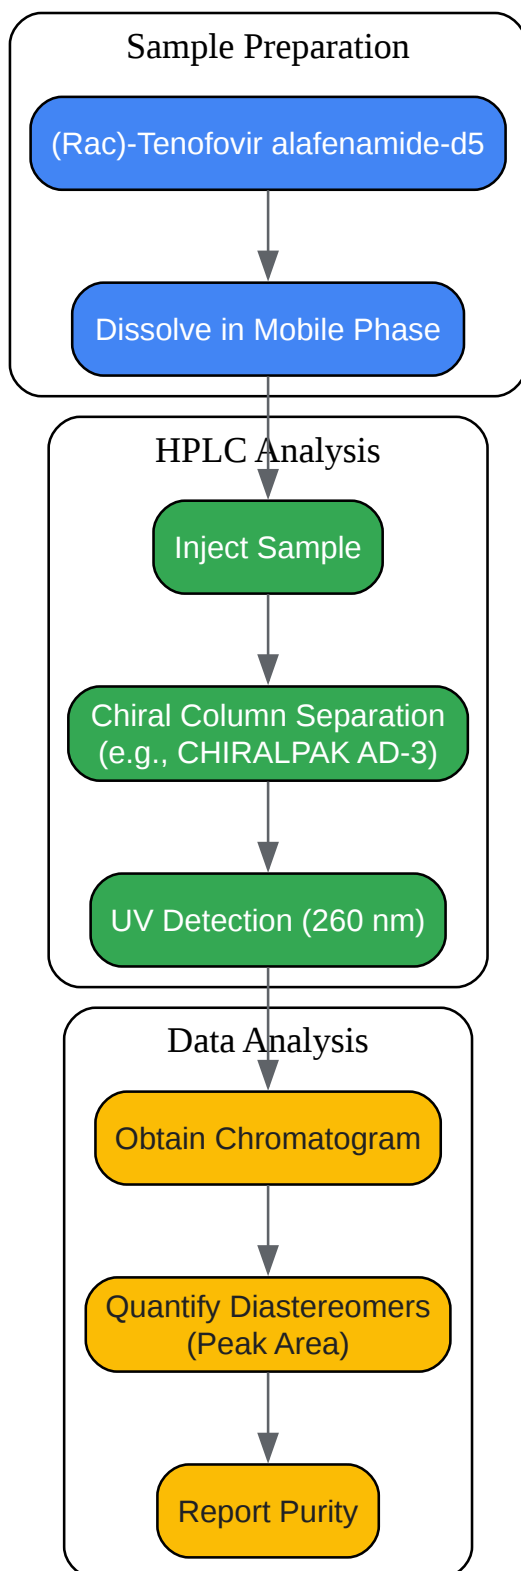 Sample Preparation
(Rac)-Tenofovir alafenamide-d5
Dissolve in Mobile Phase
HPLC Analysis
Inject Sample
Chiral Column Separation
(e.g., CHIRALPAK AD-3)
UV Detection (260 nm)
Data Analysis
Obtain Chromatogram
Quantify Diastereomers
(Peak Area)
Report Purity